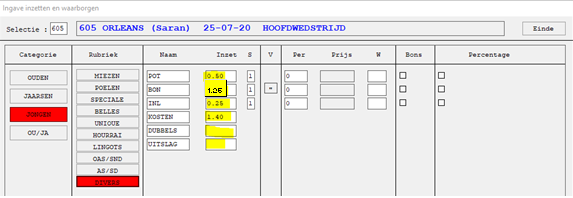 Ingave inzetten en waarborgen
Selectie : 605 605 ORLEANS (Saran) 25-07-20 HOOFDWEDSTRIJD Einde
Categorie Rubriek Naam Inzet S V Per Prijs W Bons Percentage
OUDEN
JAARSEN
JONGEN
OU/JA
MIEZEN
POELEN
SPECIALE
BELLES
UNIQUE
HOURRAI
LINGOTS
OAS/SND
AS/SD
DIVERS
POT 0.50 1 0
BON 1.25 1 " 0
INL 0.25 1 0
KOSTEN 1.40 1
DUBBELS
UITSLAG